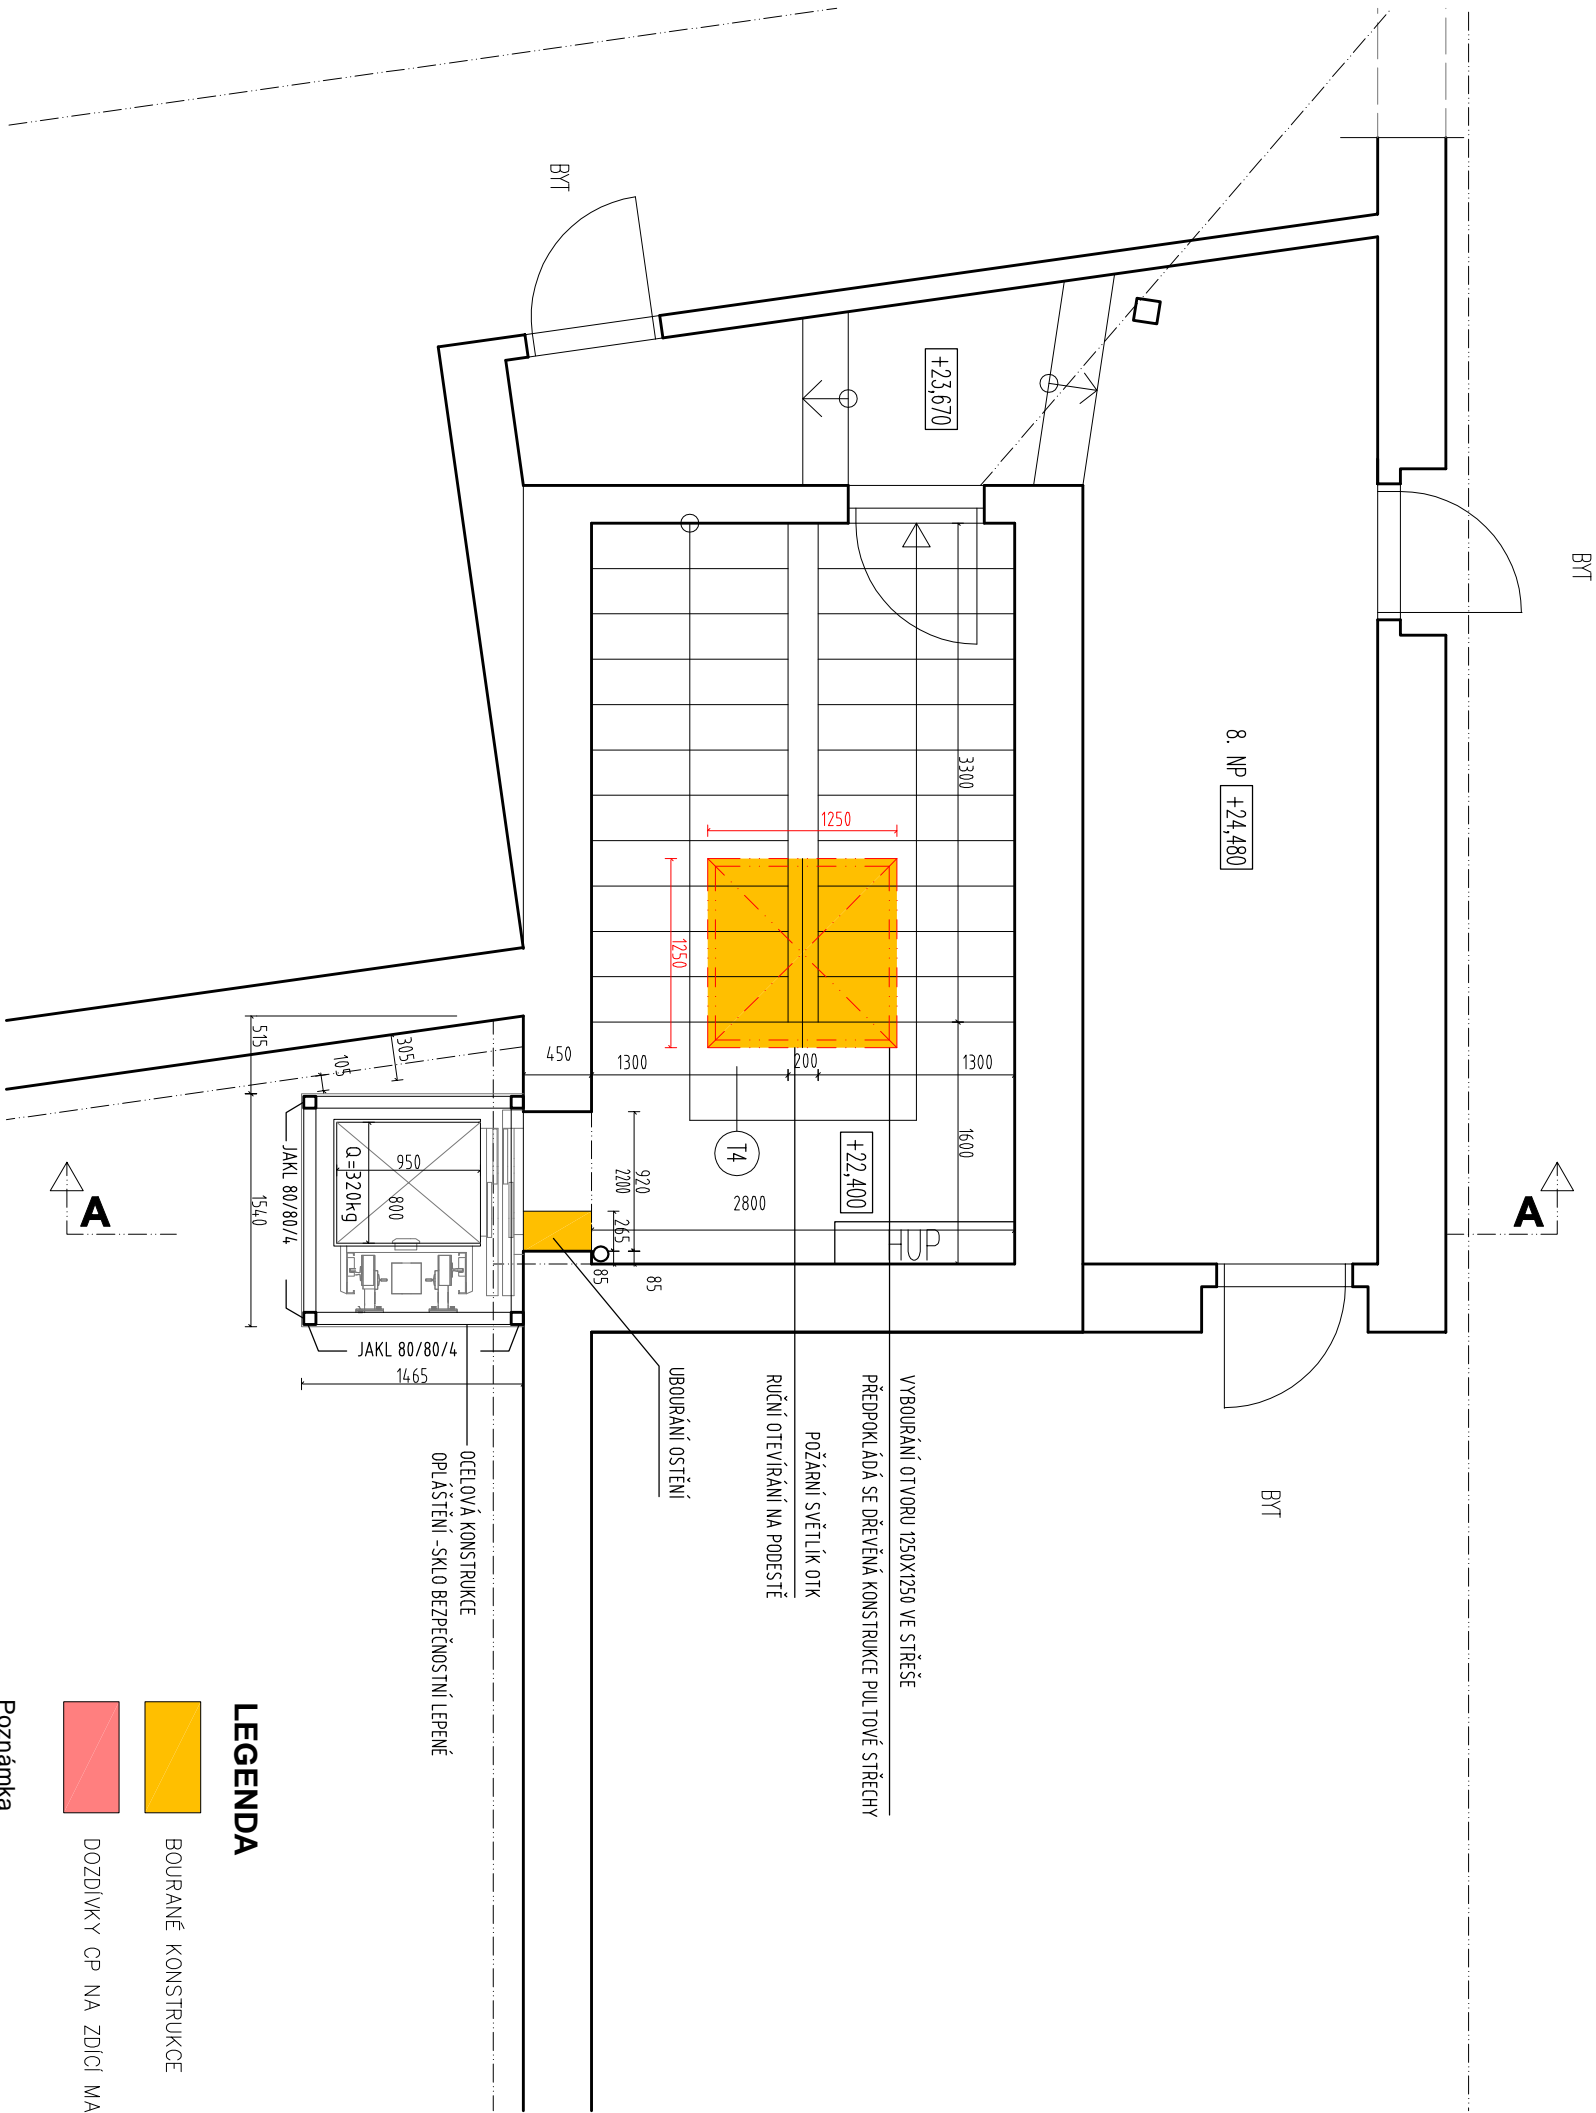 BYT
BYT
8. NP +24,480
+23,670
3300
1250
1250
515
305
105
450
1300
200
1300
1600
T4
+22,400
2800
920
2200
265
85
85
HUP
950
800
Q=320kg
JAKL 80/80/4
1540
JAKL 80/80/4
1465
A
A
BYT
VYBOURÁNÍ OTVORU 1250X1250 VE STŘEŠE
PŘEDPOKLÁDÁ SE DŘEVĚNÁ KONSTRUKCE PULTOVÉ STŘECHY
POŽÁRNÍ SVĚTLÍK OTK
RUČNÍ OTEVÍRÁNÍ NA PODESTĚ
UBOURÁNÍ OSTĚNÍ
OCELOVÁ KONSTRUKCE
OPLÁŠTĚNÍ -SKLO BEZPEČNOSTNÍ LEPENÉ
LEGENDA
BOURANÉ KONSTRUKCE
DOZDÍVKY CP NA ZDÍCÍ MA
Poznámka